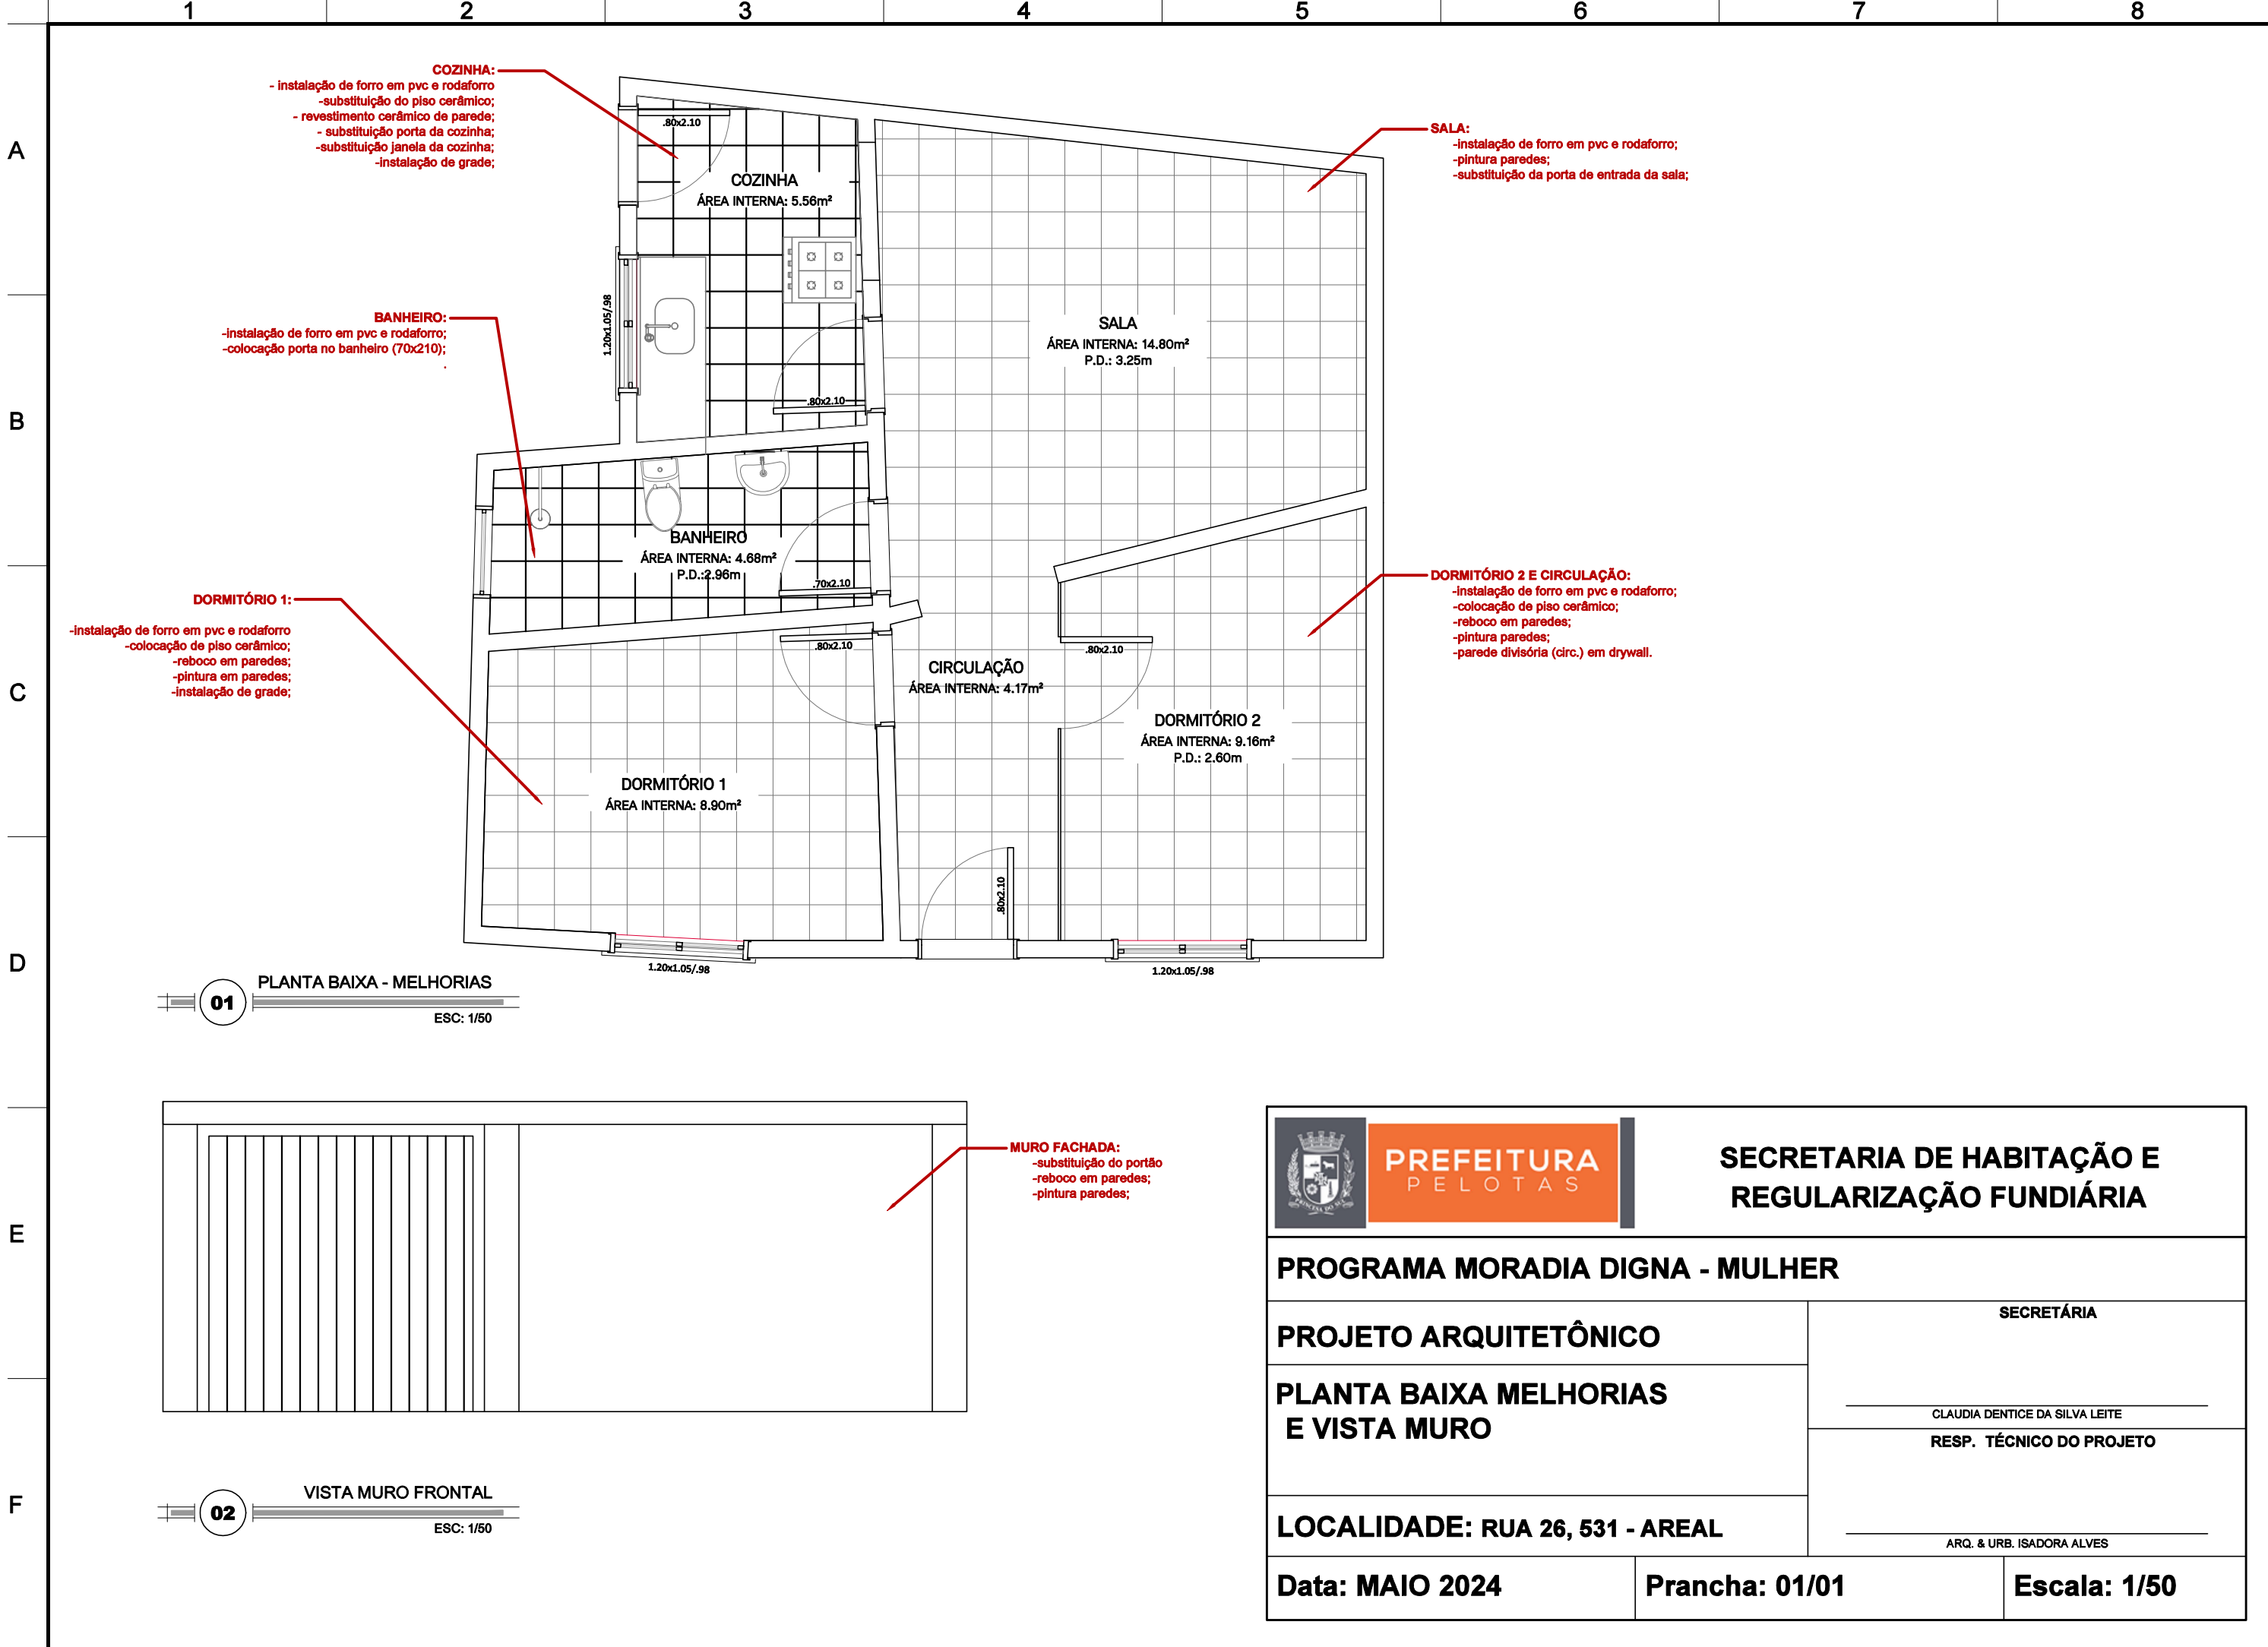 1 2 3 4 5 6 7 8
A
B
C
D
E
F
COZINHA:
- instalação de forro em pvc e rodaforro
-substituição do piso cerâmico;
- revestimento cerâmico de parede;
- substituição porta da cozinha;
-substituição janela da cozinha;
-instalação de grade;
BANHEIRO:
-instalação de forro em pvc e rodaforro;
-colocação porta no banheiro (70x210);
.
DORMITÓRIO 1:
-instalação de forro em pvc e rodaforro
-colocação de piso cerâmico;
-reboco em paredes;
-pintura em paredes;
-instalação de grade;
SALA:
-instalação de forro em pvc e rodaforro;
-pintura paredes;
-substituição da porta de entrada da sala;
DORMITÓRIO 2 E CIRCULAÇÃO:
-instalação de forro em pvc e rodaforro;
-colocação de piso cerâmico;
-reboco em paredes;
-pintura paredes;
-parede divisória (circ.) em drywall.
.80x2.10
COZINHA
ÁREA INTERNA: 5.56m²
1.20x1.05/.98
.80x2.10
SALA
ÁREA INTERNA: 14.80m²
P.D.: 3.25m
BANHEIRO
ÁREA INTERNA: 4.68m²
P.D.:2.96m
.70x2.10
.80x2.10
CIRCULAÇÃO
ÁREA INTERNA: 4.17m²
.80x2.10
DORMITÓRIO 2
ÁREA INTERNA: 9.16m²
P.D.: 2.60m
DORMITÓRIO 1
ÁREA INTERNA: 8.90m²
.80x2.10
1.20x1.05/.98
1.20x1.05/.98
01
PLANTA BAIXA - MELHORIAS
ESC: 1/50
MURO FACHADA:
-substituição do portão
-reboco em paredes;
-pintura paredes;
02
VISTA MURO FRONTAL
ESC: 1/50
PREFEITURA
PELOTAS
SECRETARIA DE HABITAÇÃO E
REGULARIZAÇÃO FUNDIÁRIA
PROGRAMA MORADIA DIGNA - MULHER
PROJETO ARQUITETÔNICO
SECRETÁRIA
PLANTA BAIXA MELHORIAS
E VISTA MURO
CLAUDIA DENTICE DA SILVA LEITE
RESP. TÉCNICO DO PROJETO
LOCALIDADE: RUA 26, 531 - AREAL
ARQ. & URB. ISADORA ALVES
Data: MAIO 2024
Prancha: 01/01
Escala: 1/50